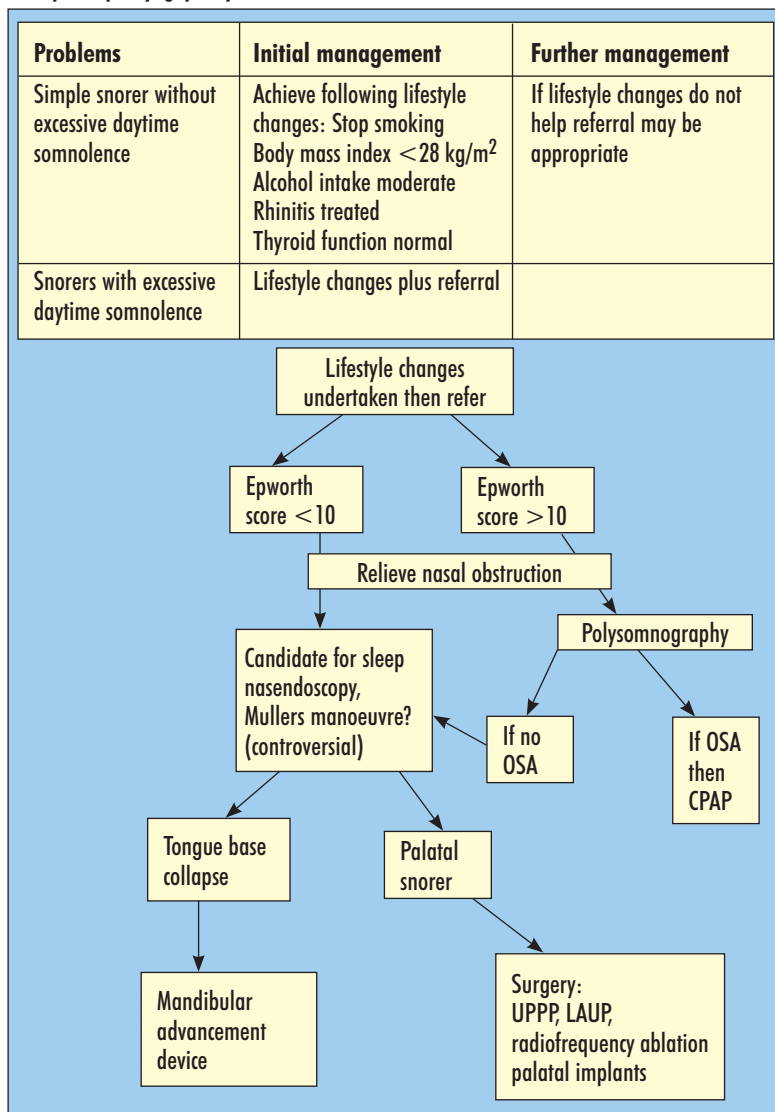 Problems
Initial management
Further management
Simple snorer without
excessive daytime
somnolence
Achieve following lifestyle
changes: Stop smoking
Body mass index <28 kg/m²
Alcohol intake moderate
Rhinitis treated
Thyroid function normal
If lifestyle changes do not
help referral may be
appropriate
Snorers with excessive
daytime somnolence
Lifestyle changes plus referral
Lifestyle changes
undertaken then refer
Epworth
score <10
Epworth
score >10
Relieve nasal obstruction
Polysomnography
Candidate for sleep
nasendoscopy,
Mullers manoeuvre?
(controversial)
If no
OSA
If OSA
then
CPAP
Tongue base
collapse
Palatal
snorer
Mandibular
advancement
device
Surgery:
UPPP, LAUP,
radiofrequency ablation
palatal implants